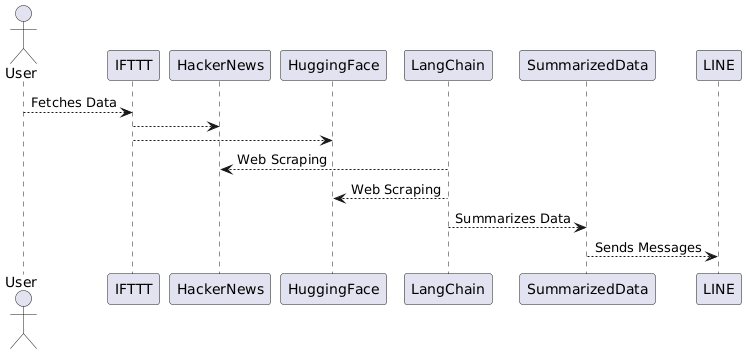 User
IFTTT
HackerNews
HuggingFace
LangChain
SummarizedData
LINE
Fetches Data
Web Scraping
Web Scraping
Summarizes Data
Sends Messages
User
IFTTT
HackerNews
HuggingFace
LangChain
SummarizedData
LINE